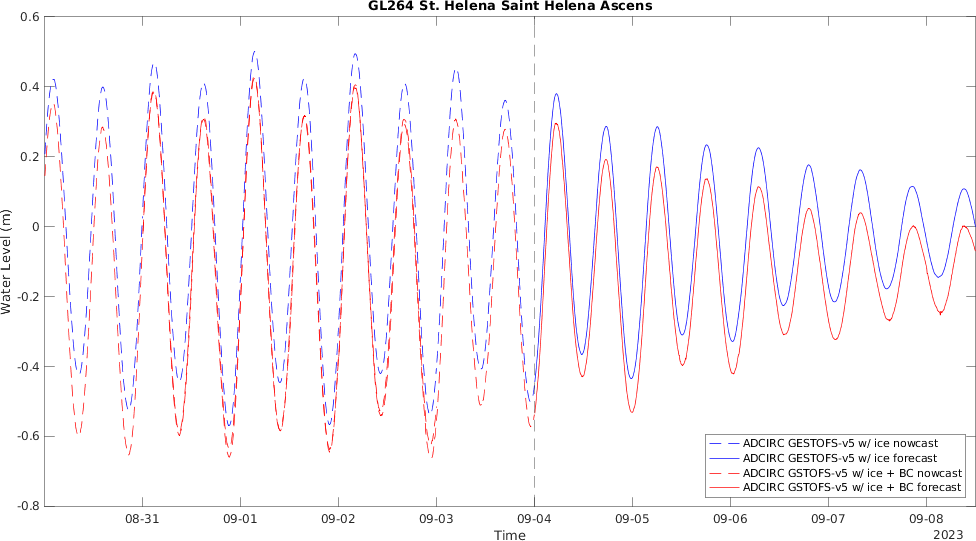 GL264 St. Helena Saint Helena Ascens
0.6
0.4
0.2
0
-0.2
-0.4
-0.6
-0.8
Water Level (m)
ADCIRC GESTOFS-v5 w/ ice nowcast
ADCIRC GESTOFS-v5 w/ ice forecast
ADCIRC GSTOFS-v5 w/ ice + BC nowcast
ADCIRC GSTOFS-v5 w/ ice + BC forecast
08-31 09-01 09-02 09-03 09-04 09-05 09-06 09-07 09-08
Time
2023